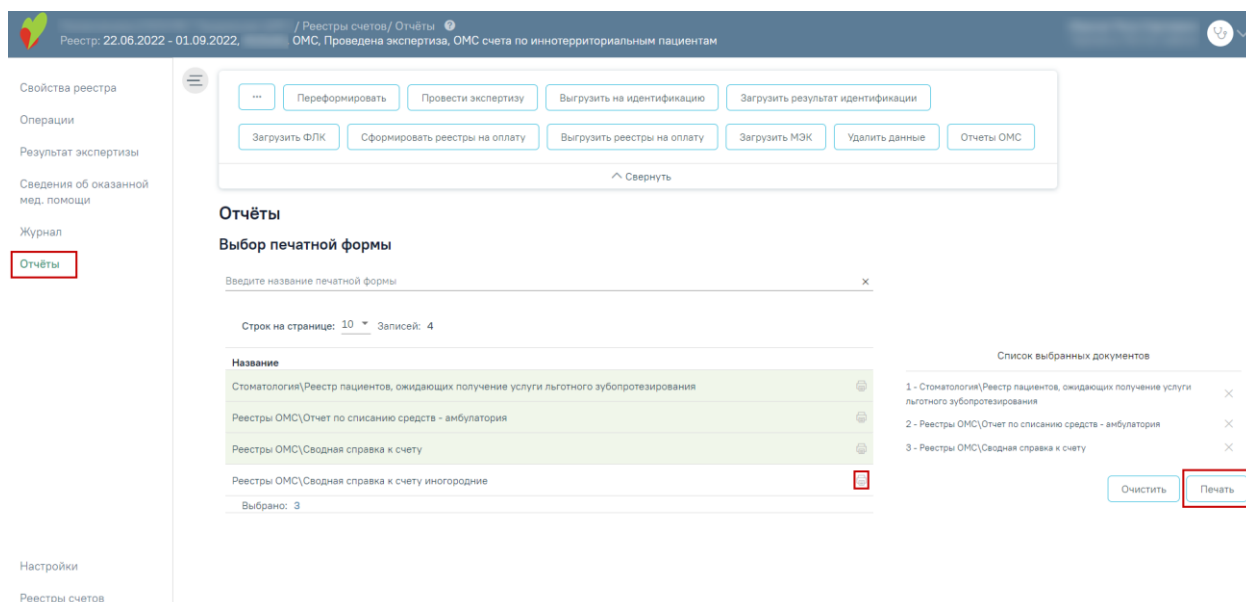 / Реестры счетов/ Отчёты ?
Реестр: 22.06.2022 - 01.09.2022, ОМС, Проведена экспертиза, ОМС счета по иннотерриториальным пациентам
Свойства реестра
Операции
Результат экспертизы
Сведения об оказанной
мед. помощи
Журнал
Отчёты
Настройки
Реестры счетов
... Переформировать Провести экспертизу Выгрузить на идентификацию Загрузить результат идентификации
Загрузить ФЛК Сформировать реестры на оплату Выгрузить реестры на оплату Загрузить МЭК Удалить данные Отчеты ОМС
Свернуть
Отчёты
Выбор печатной формы
Введите название печатной формы
Строк на странице: 10 Записей: 4
Название
Стоматология\Реестр пациентов, ожидающих получение услуги льготного зубопротезирования
Реестры ОМС\Отчет по списанию средств - амбулатория
Реестры ОМС\Сводная справка к счету
Реестры ОМС\Сводная справка к счету иногородние
Выбрано: 3
Список выбранных документов
1 - Стоматология\Реестр пациентов, ожидающих получение услуги
льготного зубопротезирования
2 - Реестры ОМС\Отчет по списанию средств - амбулатория
3 - Реестры ОМС\Сводная справка к счету
Очистить Печать